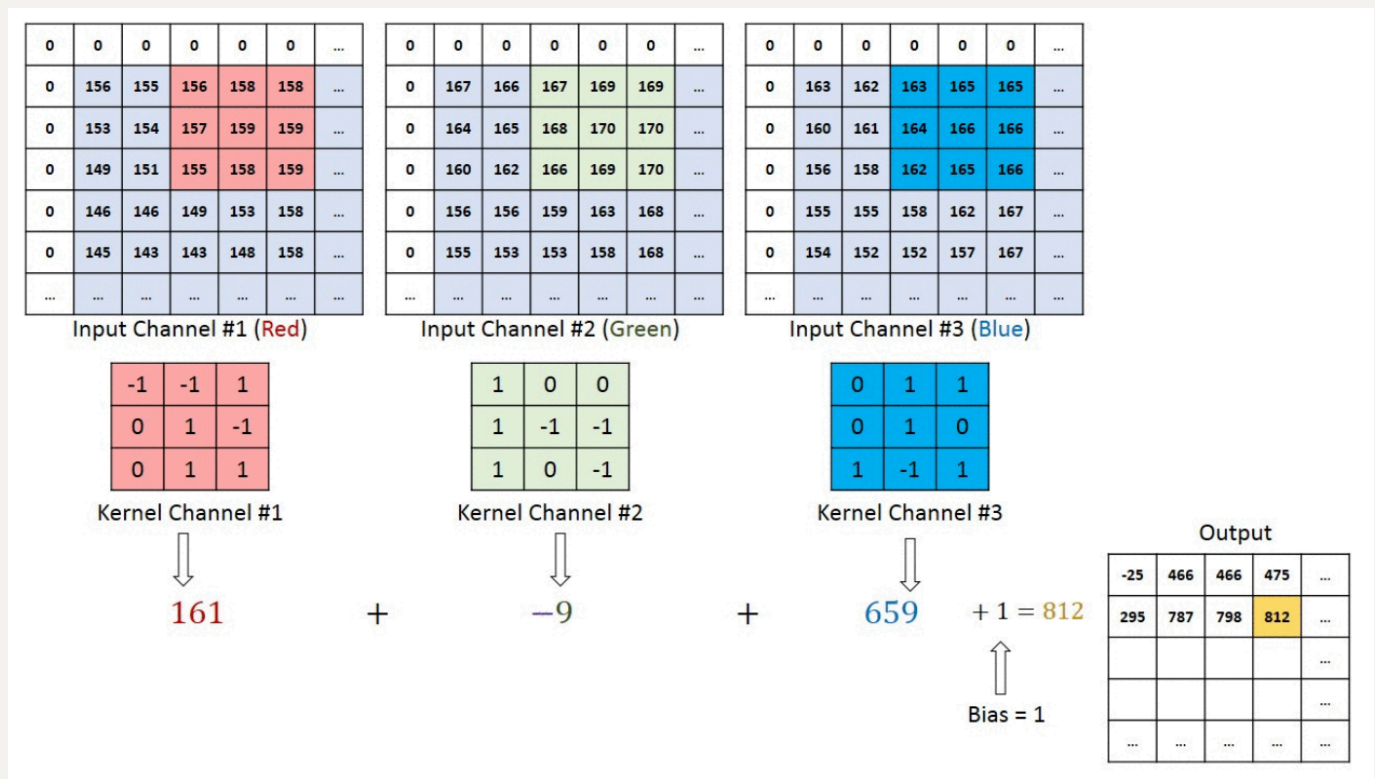 0 0 0 0 0 0 ...
0 156 155 156 158 158 ...
0 153 154 157 159 159 ...
0 149 151 155 158 159 ...
0 146 146 149 153 158 ...
0 145 143 143 148 158 ...
... ... ... ... ... ... ...
Input Channel #1 (Red)
0 0 0 0 0 0 ...
0 167 166 167 169 169 ...
0 164 165 168 170 170 ...
0 160 162 166 169 170 ...
0 156 156 159 163 168 ...
0 155 153 153 158 168 ...
... ... ... ... ... ... ...
Input Channel #2 (Green)
0 0 0 0 0 0 ...
0 163 162 163 165 165 ...
0 160 161 164 166 166 ...
0 156 158 162 165 166 ...
0 155 155 158 162 167 ...
0 154 152 152 157 167 ...
... ... ... ... ... ... ...
Input Channel #3 (Blue)
-1 -1 1
0 1 -1
0 1 1
Kernel Channel #1
1 0 0
1 -1 -1
1 0 -1
Kernel Channel #2
0 1 1
0 1 0
1 -1 1
Kernel Channel #3
161 + −9 + 659 + 1 = 812
Bias = 1
Output
-25 466 466 475 ...
295 787 798 812 ...
...
...
... ... ... ... ...